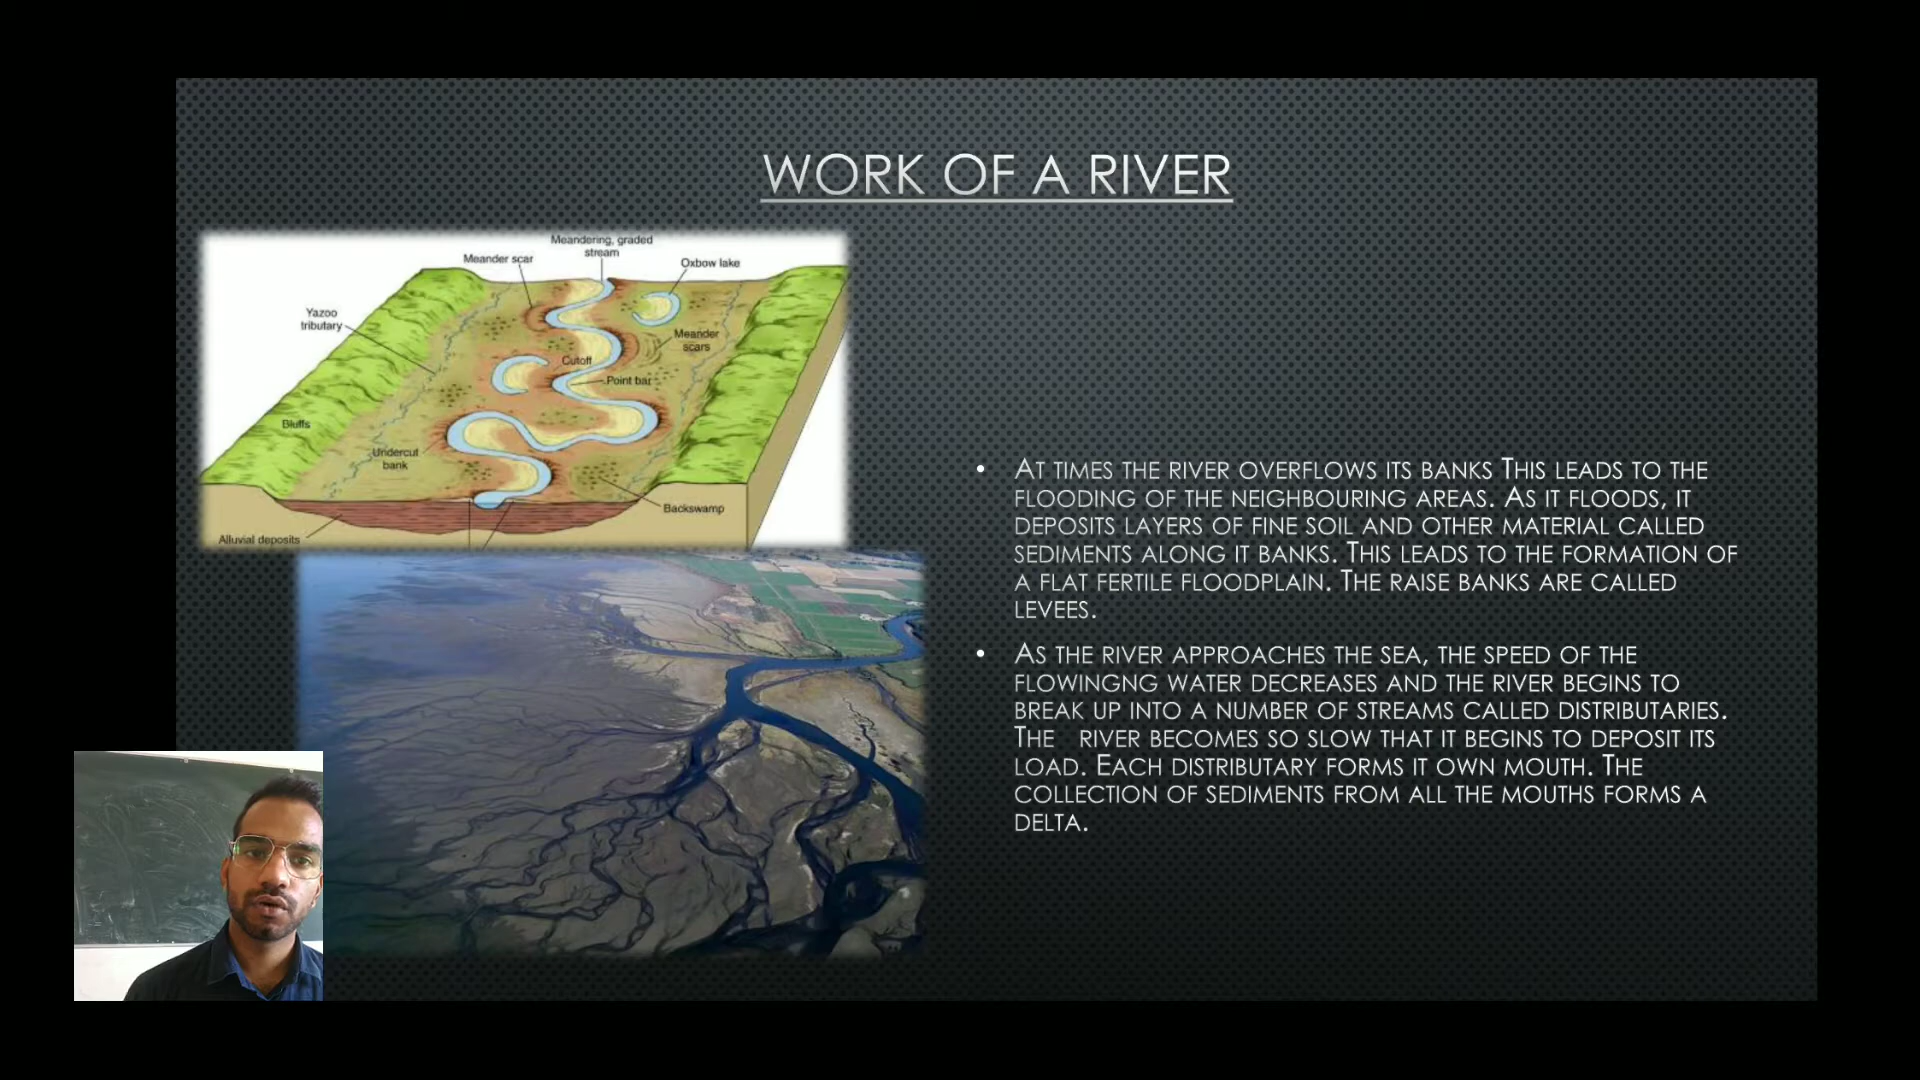 WORK OF A RIVER
Meandering, graded
stream
Meander scar
Oxbow lake
Yazoo
tributary
Meander
scars
Cutoff
Point bar
Bluffs
Undercut
bank
Backswamp
Alluvial deposits
• AT TIMES THE RIVER OVERFLOWS ITS BANKS THIS LEADS TO THE
FLOODING OF THE NEIGHBOURING AREAS. AS IT FLOODS, IT
DEPOSITS LAYERS OF FINE SOIL AND OTHER MATERIAL CALLED
SEDIMENTS ALONG IT BANKS. THIS LEADS TO THE FORMATION OF
A FLAT FERTILE FLOODPLAIN. THE RAISE BANKS ARE CALLED
LEVEES.
• AS THE RIVER APPROACHES THE SEA, THE SPEED OF THE
FLOWINGNG WATER DECREASES AND THE RIVER BEGINS TO
BREAK UP INTO A NUMBER OF STREAMS CALLED DISTRIBUTARIES.
THE RIVER BECOMES SO SLOW THAT IT BEGINS TO DEPOSIT ITS
LOAD. EACH DISTRIBUTARY FORMS IT OWN MOUTH. THE
COLLECTION OF SEDIMENTS FROM ALL THE MOUTHS FORMS A
DELTA.